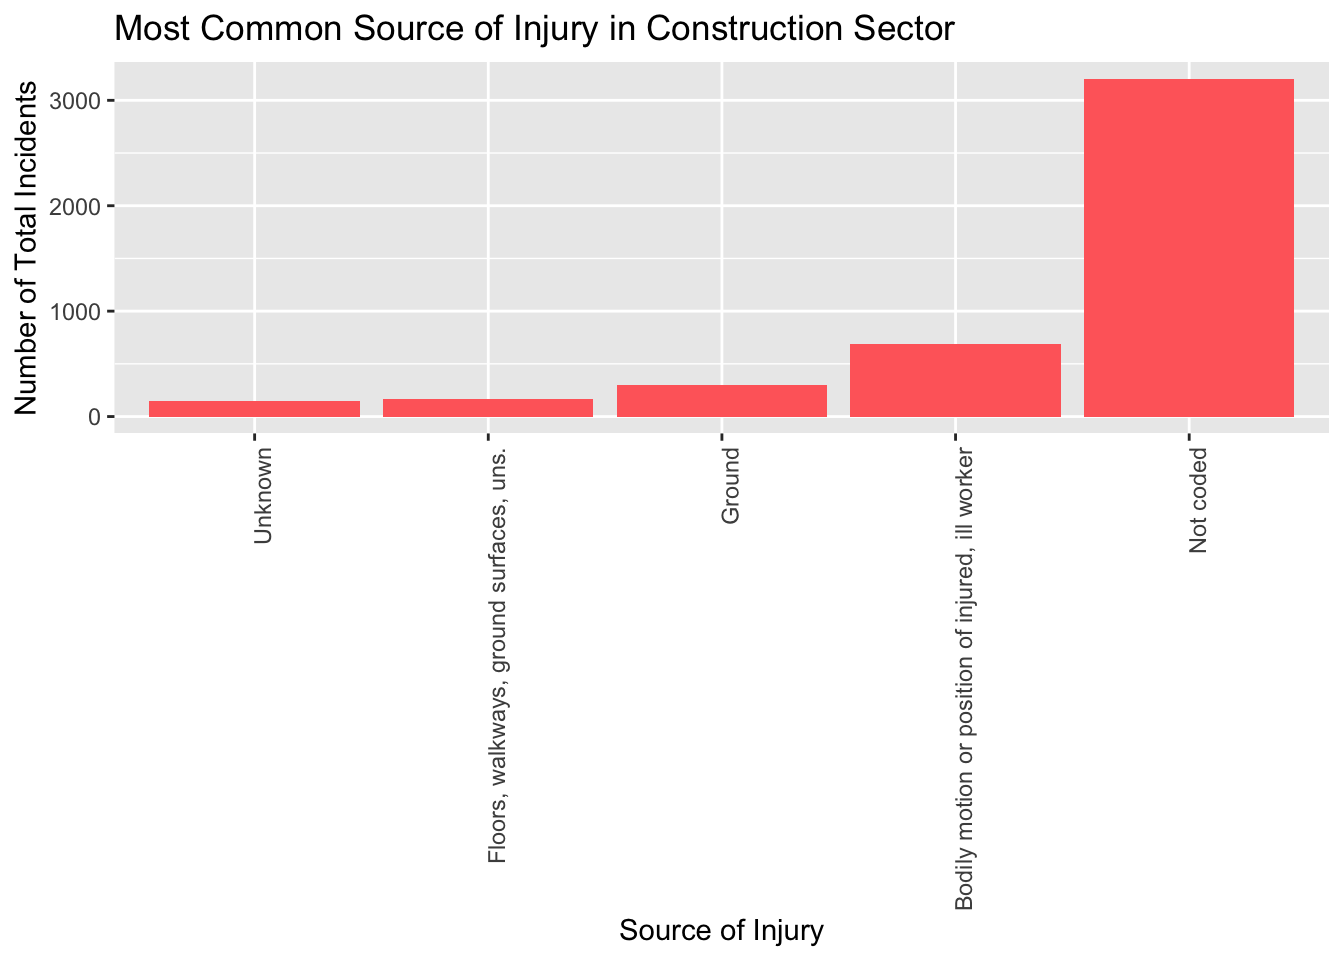 Most Common Source of Injury in Construction Sector
Number of Total Incidents
3000
2000
1000
0
Unknown
Floors, walkways, ground surfaces, uns.
Ground
Bodily motion or position of injured, ill worker
Not coded
Source of Injury